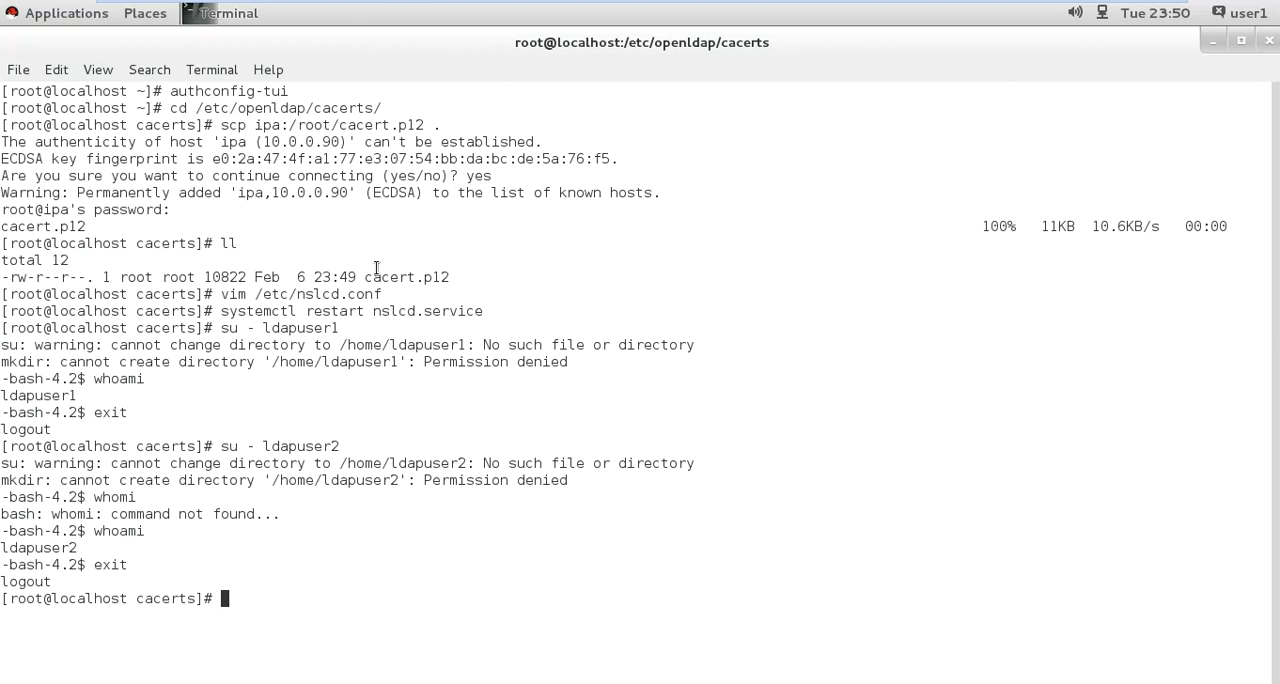 Applications Places Terminal Tue 23:50 user1
root@localhost:/etc/openldap/cacerts
File Edit View Search Terminal Help
[root@localhost ~]# authconfig-tui
[root@localhost ~]# cd /etc/openldap/cacerts/
[root@localhost cacerts]# scp ipa:/root/cacert.p12 .
The authenticity of host 'ipa (10.0.0.90)' can't be established.
ECDSA key fingerprint is e0:2a:47:4f:a1:77:e3:07:54:bb:da:bc:de:5a:76:f5.
Are you sure you want to continue connecting (yes/no)? yes
Warning: Permanently added 'ipa,10.0.0.90' (ECDSA) to the list of known hosts.
root@ipa's password:
cacert.p12 100% 11KB 10.6KB/s 00:00
[root@localhost cacerts]# ll
total 12
-rw-r--r--. 1 root root 10822 Feb  6 23:49 cacert.p12
[root@localhost cacerts]# vim /etc/nslcd.conf
[root@localhost cacerts]# systemctl restart nslcd.service
[root@localhost cacerts]# su - ldapuser1
su: warning: cannot change directory to /home/ldapuser1: No such file or directory
mkdir: cannot create directory '/home/ldapuser1': Permission denied
-bash-4.2$ whoami
ldapuser1
-bash-4.2$ exit
logout
[root@localhost cacerts]# su - ldapuser2
su: warning: cannot change directory to /home/ldapuser2: No such file or directory
mkdir: cannot create directory '/home/ldapuser2': Permission denied
-bash-4.2$ whomi
bash: whomi: command not found...
-bash-4.2$ whoami
ldapuser2
-bash-4.2$ exit
logout
[root@localhost cacerts]#